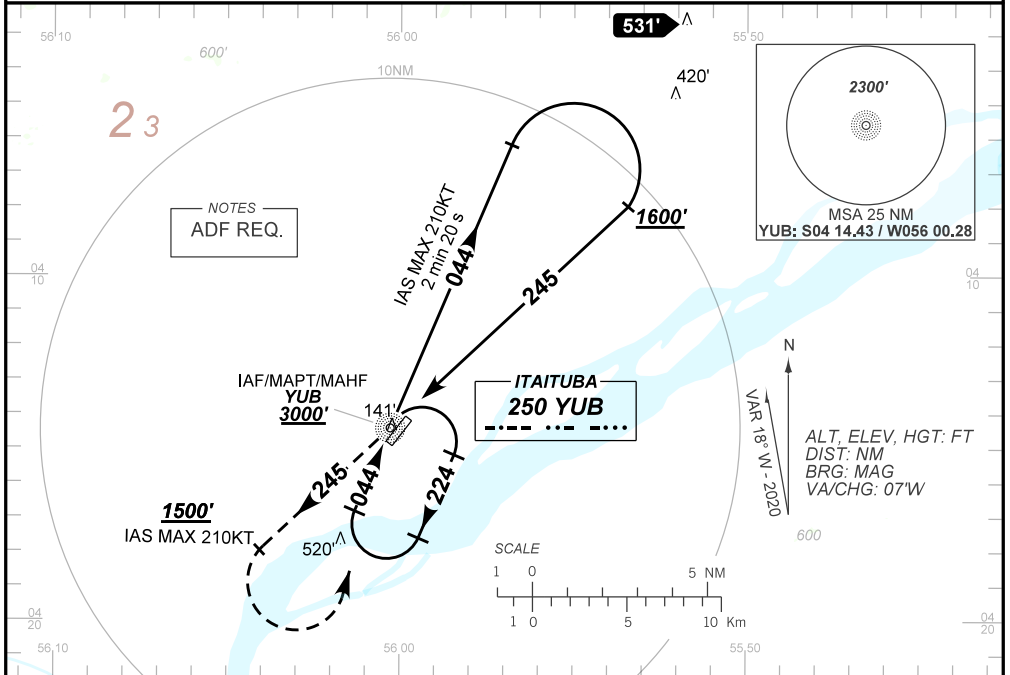 531'
56 10
56 00
55 50
600'
10NM
420'
2 3
2300'
MSA 25 NM
YUB: S04 14.43 / W056 00.28
NOTES
ADF REQ.
IAS MAX 210KT
2 min 20 s
044
1600'
245
04
10
04
10
IAF/MAPT/MAHF
YUB
3000'
141'
ITAITUBA
250 YUB
N
VAR 18° W - 2020
ALT, ELEV, HGT: FT
DIST: NM
BRG: MAG
VA/CHG: 07'W
245
044
224
1500'
IAS MAX 210KT
520'
600
SCALE
1 0 5 NM
1 0 5 10 Km
04
20
04
20
56 10
56 00
55 50